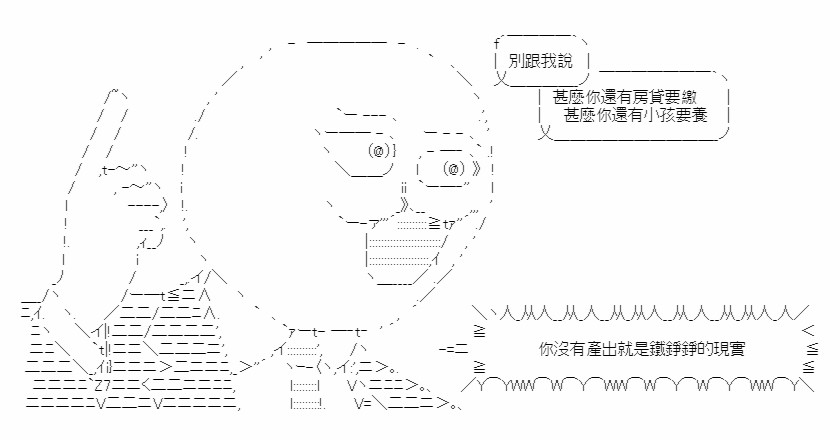 別跟我說
甚麼你還有房貸要繳
甚麼你還有小孩要養
你沒有產出就是鐵錚錚的現實